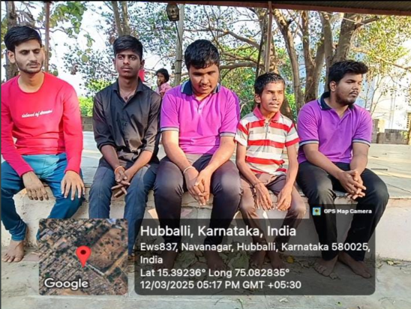 GPS Map Camera
Hubballi, Karnataka, India
Ews837, Navanagar, Hubballi, Karnataka 580025,
India
Lat 15.39236° Long 75.082835°
12/03/2025 05:17 PM GMT +05:30
Google